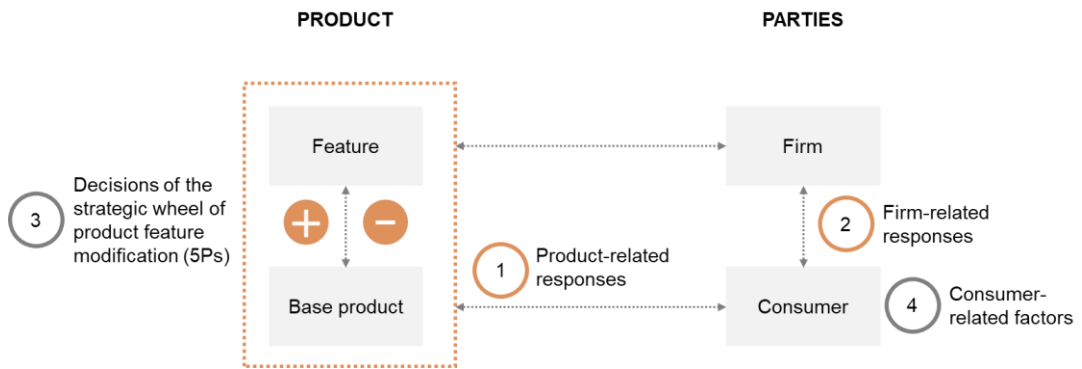 PRODUCT
PARTIES
Feature
Firm
3
Decisions of the
strategic wheel of
product feature
modification (5Ps)
+
−
2
Firm-related
responses
1
Product-related
responses
Base product
Consumer
4
Consumer-
related factors